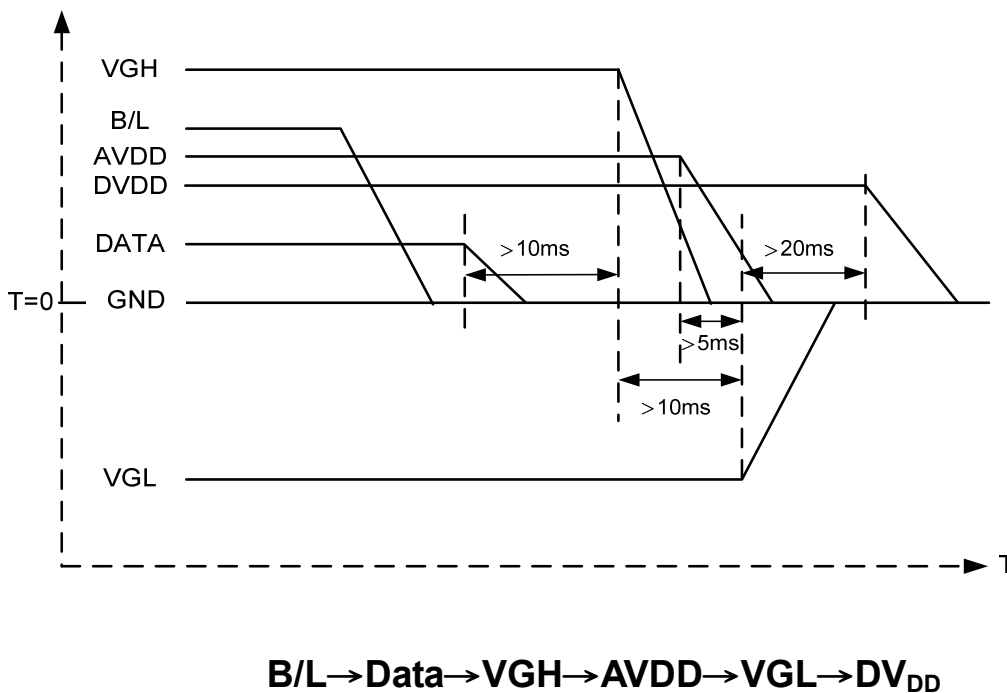 VGH
B/L
AVDD
DVDD
DATA
>10ms
>20ms
T=0
GND
>5ms
>10ms
VGL
T
B/L→Data→VGH→AVDD→VGL→DVDD